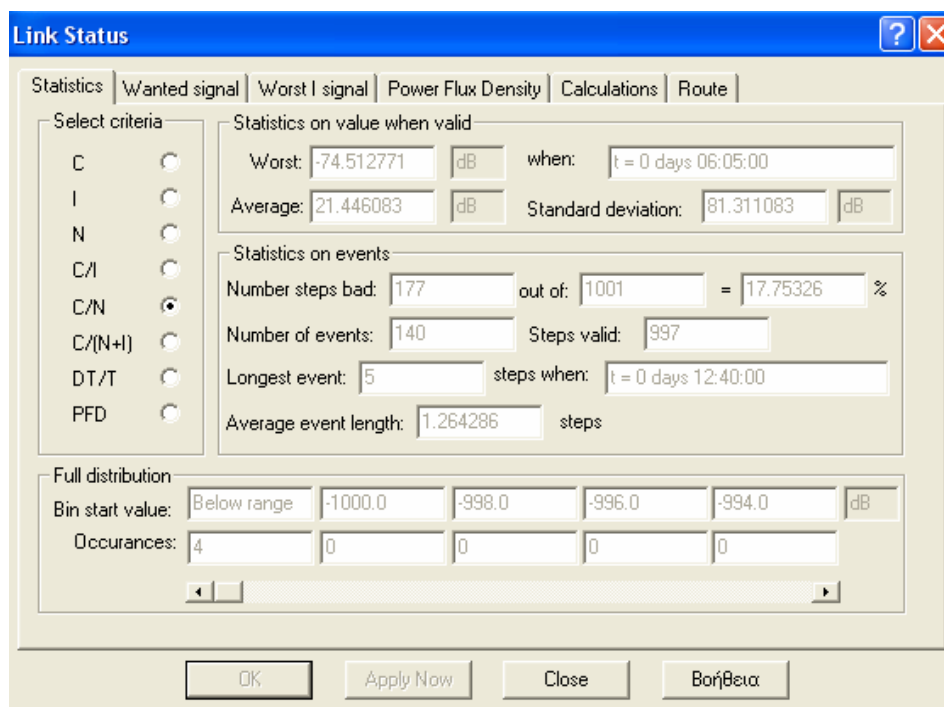 Link Status
Statistics Wanted signal Worst I signal Power Flux Density Calculations Route
Select criteria
C
I
N
C/I
C/N
C/(N+I)
DT/T
PFD
Statistics on value when valid
Worst: -74.512771 dB when: t = 0 days 06:05:00
Average: 21.446083 dB Standard deviation: 81.311083 dB
Statistics on events
Number steps bad: 177 out of: 1001 = 17.75326 %
Number of events: 140 Steps valid: 997
Longest event: 5 steps when: t = 0 days 12:40:00
Average event length: 1.264286 steps
Full distribution
Bin start value: Below range -1000.0 -998.0 -996.0 -994.0 dB
Occurances: 4 0 0 0 0
OK Apply Now Close Βοήθεια